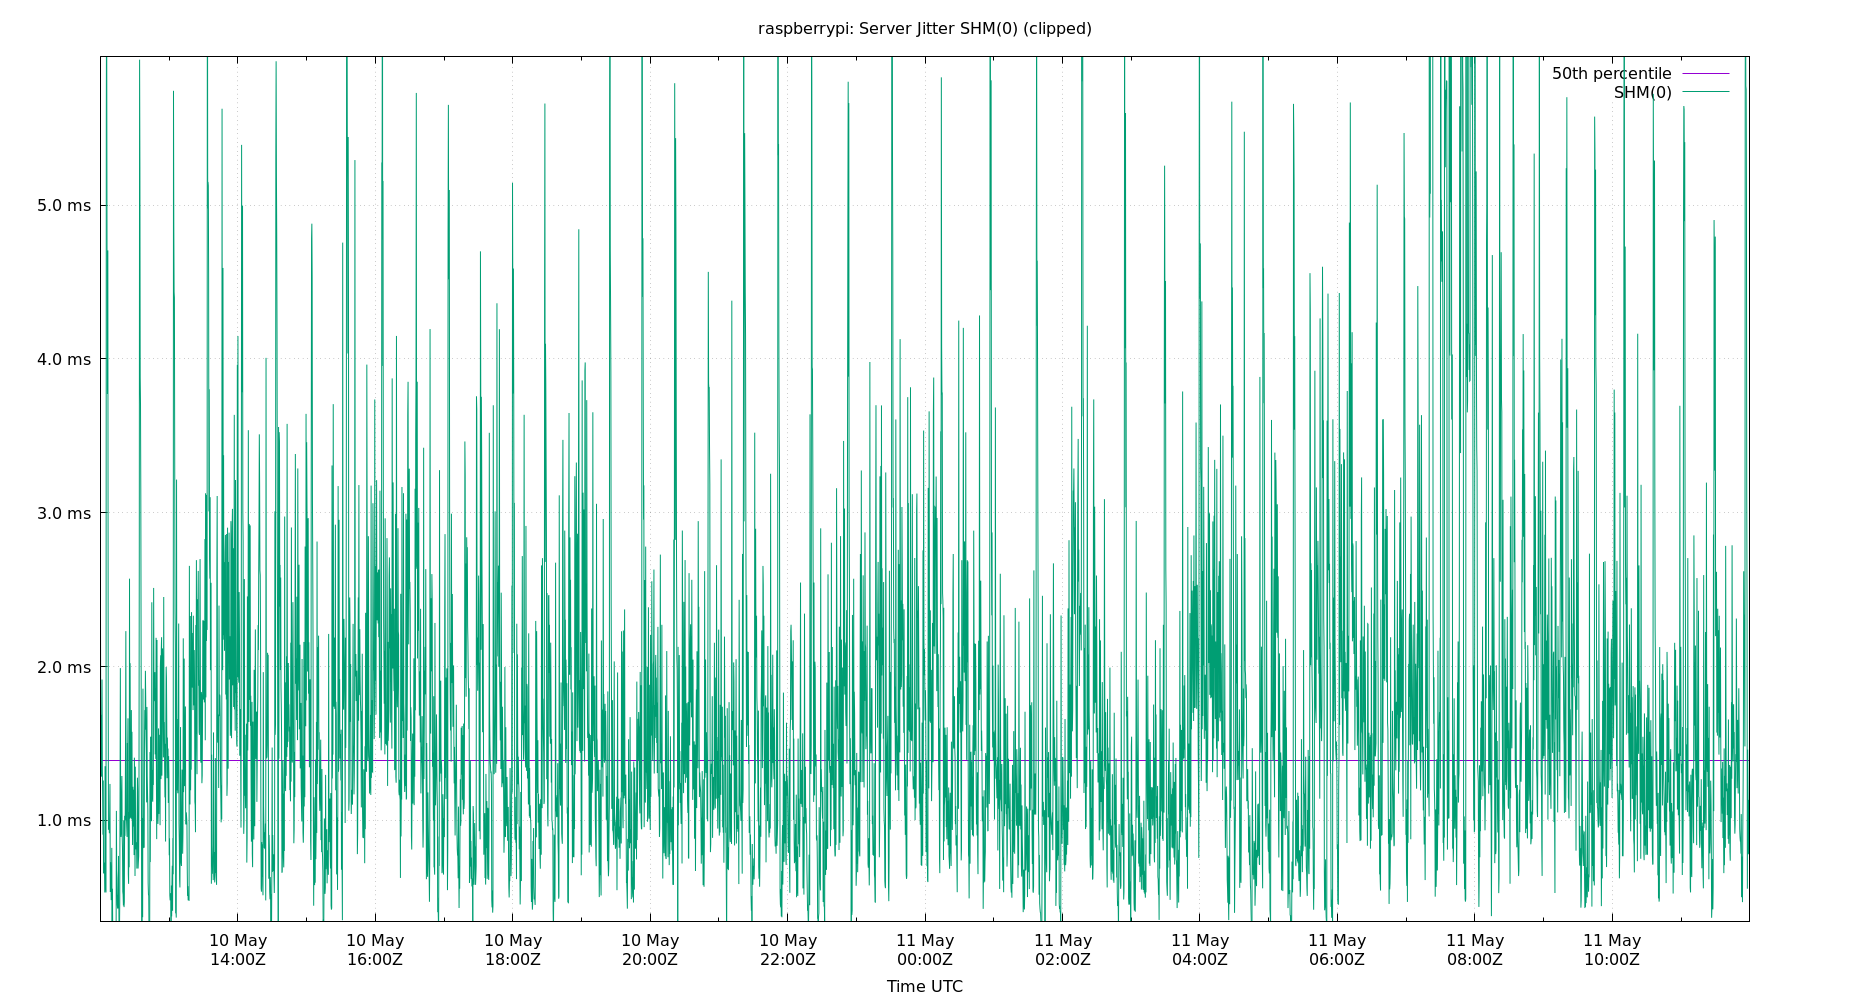 raspberrypi: Server Jitter SHM(0) (clipped)
50th percentile
SHM(0)
5.0 ms
4.0 ms
3.0 ms
2.0 ms
1.0 ms
10 May 10 May 10 May 10 May 10 May 11 May 11 May 11 May 11 May 11 May 11 May
14:00Z 16:00Z 18:00Z 20:00Z 22:00Z 00:00Z 02:00Z 04:00Z 06:00Z 08:00Z 10:00Z
Time UTC